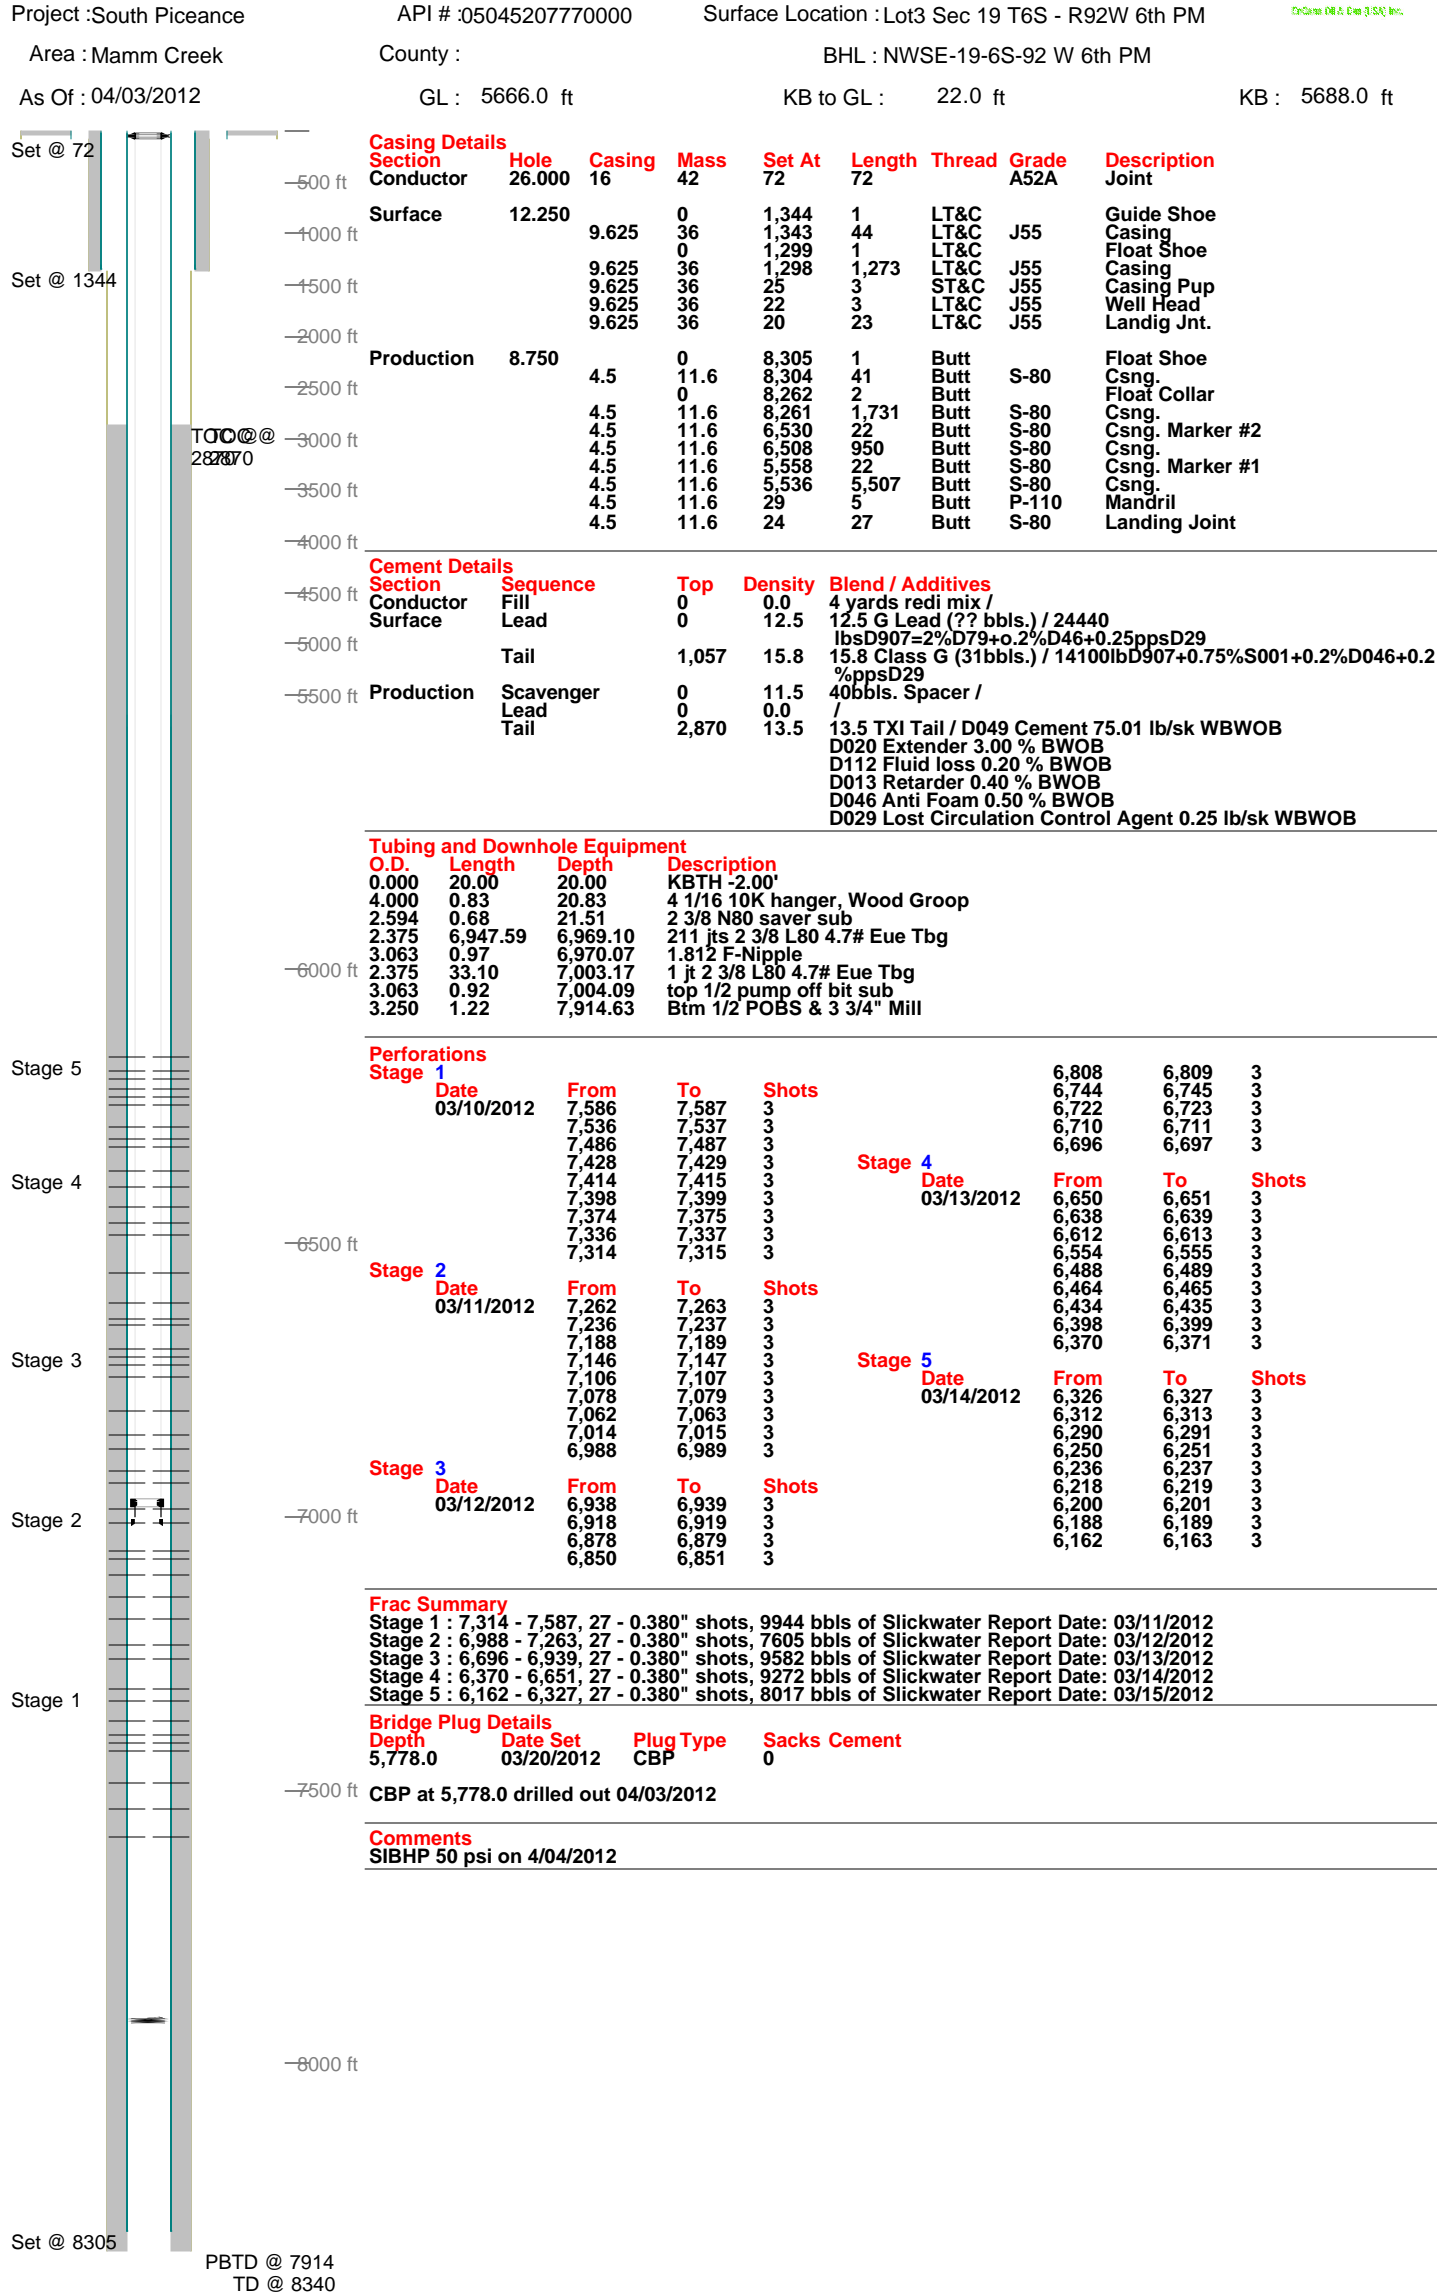 Project :South Piceance API # :05045207770000 Surface Location :Lot3 Sec 19 T6S - R92W 6th PM
Area : Mamm Creek County : BHL : NWSE-19-6S-92 W 6th PM
As Of : 04/03/2012 GL : 5666.0 ft KB to GL : 22.0 ft KB : 5688.0 ft
Set @ 72
500 ft
1000 ft
Set @ 1344
1500 ft
2000 ft
2500 ft
TOC @ TOC @
2870 2870
3000 ft
3500 ft
4000 ft
4500 ft
5000 ft
5500 ft
6000 ft
Stage 5
Stage 4
6500 ft
Stage 3
7000 ft
Stage 2
Stage 1
7500 ft
8000 ft
Set @ 8305
PBTD @ 7914
TD @ 8340
Casing Details
Section Hole Casing Mass Set At Length Thread Grade Description
Conductor 26.000 16 42 72 72 A52A Joint
Surface 12.250 0 1,344 1 LT&C Guide Shoe
9.625 36 1,343 44 LT&C J55 Casing
0 1,299 1 LT&C Float Shoe
9.625 36 1,298 1,273 LT&C J55 Casing
9.625 36 25 3 ST&C J55 Casing Pup
9.625 36 22 3 LT&C J55 Well Head
9.625 36 20 23 LT&C J55 Landig Jnt.
Production 8.750 0 8,305 1 Butt Float Shoe
4.5 11.6 8,304 41 Butt S-80 Csng.
0 8,262 2 Butt Float Collar
4.5 11.6 8,261 1,731 Butt S-80 Csng.
4.5 11.6 6,530 22 Butt S-80 Csng. Marker #2
4.5 11.6 6,508 950 Butt S-80 Csng.
4.5 11.6 5,558 22 Butt S-80 Csng. Marker #1
4.5 11.6 5,536 5,507 Butt S-80 Csng.
4.5 11.6 29 5 Butt P-110 Mandril
4.5 11.6 24 27 Butt S-80 Landing Joint
Cement Details
Section Sequence Top Density Blend / Additives
Conductor Fill 0 0.0 4 yards redi mix /
Surface Lead 0 12.5 12.5 G Lead (?? bbls.) / 24440
lbsD907=2%D79+o.2%D46+0.25ppsD29
Tail 1,057 15.8 15.8 Class G (31bbls.) / 14100lbD907+0.75%S001+0.2%D046+0.2
%ppsD29
Production Scavenger 0 11.5 40bbls. Spacer /
Lead 0 0.0 /
Tail 2,870 13.5 13.5 TXI Tail / D049 Cement 75.01 lb/sk WBWOB
D020 Extender 3.00 % BWOB
D112 Fluid loss 0.20 % BWOB
D013 Retarder 0.40 % BWOB
D046 Anti Foam 0.50 % BWOB
D029 Lost Circulation Control Agent 0.25 lb/sk WBWOB
Tubing and Downhole Equipment
O.D. Length Depth Description
0.000 20.00 20.00 KBTH -2.00'
4.000 0.83 20.83 4 1/16 10K hanger, Wood Groop
2.594 0.68 21.51 2 3/8 N80 saver sub
2.375 6,947.59 6,969.10 211 jts 2 3/8 L80 4.7# Eue Tbg
3.063 0.97 6,970.07 1.812 F-Nipple
2.375 33.10 7,003.17 1 jt 2 3/8 L80 4.7# Eue Tbg
3.063 0.92 7,004.09 top 1/2 pump off bit sub
3.250 1.22 7,914.63 Btm 1/2 POBS & 3 3/4" Mill
Perforations
Stage 1
Date From To Shots
03/10/2012 7,586 7,587 3
7,536 7,537 3
7,486 7,487 3
7,428 7,429 3
7,414 7,415 3
7,398 7,399 3
7,374 7,375 3
7,336 7,337 3
7,314 7,315 3
Stage 2
Date From To Shots
03/11/2012 7,262 7,263 3
7,236 7,237 3
7,188 7,189 3
7,146 7,147 3
7,106 7,107 3
7,078 7,079 3
7,062 7,063 3
7,014 7,015 3
6,988 6,989 3
Stage 3
Date From To Shots
03/12/2012 6,938 6,939 3
6,918 6,919 3
6,878 6,879 3
6,850 6,851 3
6,808 6,809 3
6,744 6,745 3
6,722 6,723 3
6,710 6,711 3
6,696 6,697 3
Stage 4
Date From To Shots
03/13/2012 6,650 6,651 3
6,638 6,639 3
6,612 6,613 3
6,554 6,555 3
6,488 6,489 3
6,464 6,465 3
6,434 6,435 3
6,398 6,399 3
6,370 6,371 3
Stage 5
Date From To Shots
03/14/2012 6,326 6,327 3
6,312 6,313 3
6,290 6,291 3
6,250 6,251 3
6,236 6,237 3
6,218 6,219 3
6,200 6,201 3
6,188 6,189 3
6,162 6,163 3
Frac Summary
Stage 1 : 7,314 - 7,587, 27 - 0.380" shots, 9944 bbls of Slickwater Report Date: 03/11/2012
Stage 2 : 6,988 - 7,263, 27 - 0.380" shots, 7605 bbls of Slickwater Report Date: 03/12/2012
Stage 3 : 6,696 - 6,939, 27 - 0.380" shots, 9582 bbls of Slickwater Report Date: 03/13/2012
Stage 4 : 6,370 - 6,651, 27 - 0.380" shots, 9272 bbls of Slickwater Report Date: 03/14/2012
Stage 5 : 6,162 - 6,327, 27 - 0.380" shots, 8017 bbls of Slickwater Report Date: 03/15/2012
Bridge Plug Details
Depth Date Set Plug Type Sacks Cement
5,778.0 03/20/2012 CBP 0
CBP at 5,778.0 drilled out 04/03/2012
Comments
SIBHP 50 psi on 4/04/2012